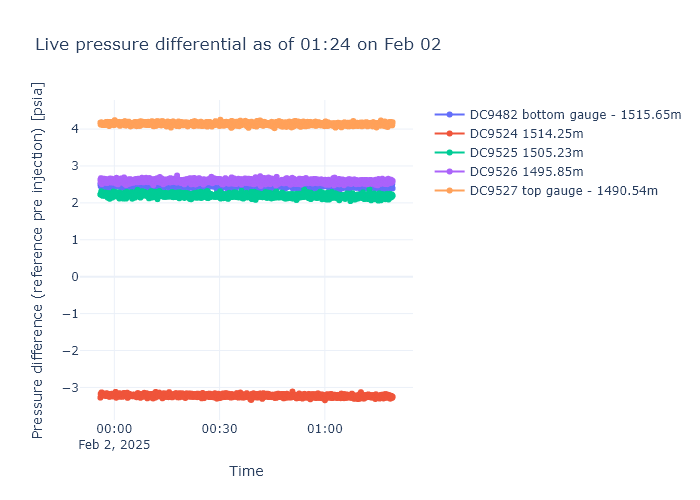 Live pressure differential as of 01:24 on Feb 02
Pressure difference (reference pre injection) [psia]
4
3
2
1
0
−1
−2
−3
00:00
Feb 2, 2025
00:30
01:00
Time
DC9482 bottom gauge - 1515.65m
DC9524 1514.25m
DC9525 1505.23m
DC9526 1495.85m
DC9527 top gauge - 1490.54m